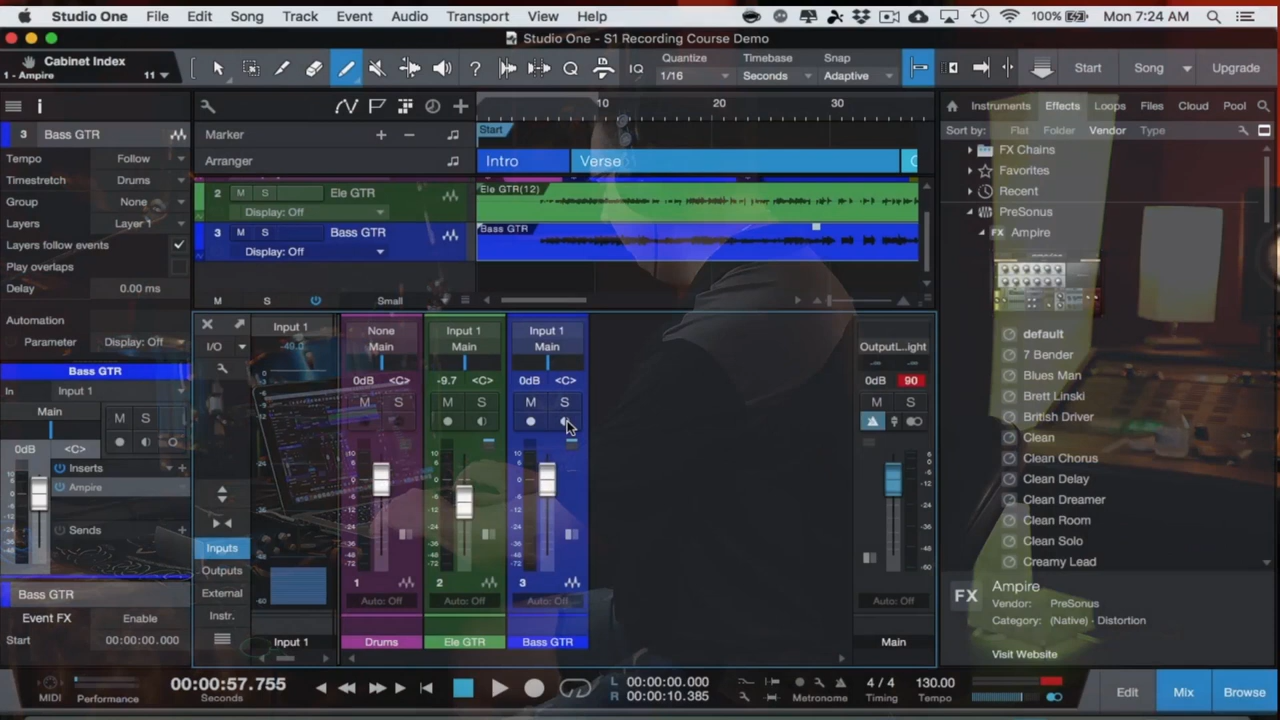 Studio One File Edit Song Track Event Audio Transport View Help 100% Mon 7:24 AM
Studio One - S1 Recording Course Demo
Cabinet Index
1 - Ampire 11
IQ
Quantize
1/16
Timebase
Seconds
Snap
Adaptive
Start Song Upgrade
i
3 Bass GTR
Tempo Follow
Timestretch Drums
Group None
Layers Layer 1
Layers follow events
Play overlaps
Delay 0.00 ms
Automation
Parameter Display: Off
Bass GTR
In Input 1
Main
M S
0dB <C>
Inserts
Ampire
Sends
Bass GTR
Event FX Enable
Start 00:00:00.000
10 20 30
Marker
Start
Arranger
Intro Verse
2 M S Ele GTR
Display: Off
Ele GTR(12)
3 M S Bass GTR
Display: Off
Bass GTR
M S Small
I/O
Inputs
Outputs
External
Instr.
Input 1
-49.0
Input 1
None
Main
0dB <C>
M S
1
Auto: Off
Drums
Input 1
Main
-9.7 <C>
M S
2
Auto: Off
Ele GTR
Input 1
Main
0dB <C>
M S
3
Auto: Off
Bass GTR
OutputL...ight
0dB 90
M S
Auto: Off
Main
Instruments Effects Loops Files Cloud Pool
Sort by: Flat Folder Vendor Type
FX Chains
Favorites
Recent
PreSonus
FX Ampire
default
7 Bender
Blues Man
Brett Linski
British Driver
Clean
Clean Chorus
Clean Delay
Clean Dreamer
Clean Room
Clean Solo
Creamy Lead
FX
Ampire
Vendor: PreSonus
Category: (Native) - Distortion
Visit Website
MIDI
Performance
00:00:57.755
Seconds
L 00:00:00.000
R 00:00:10.385
Metronome
4 / 4
Timing
130.00
Tempo
Edit Mix Browse